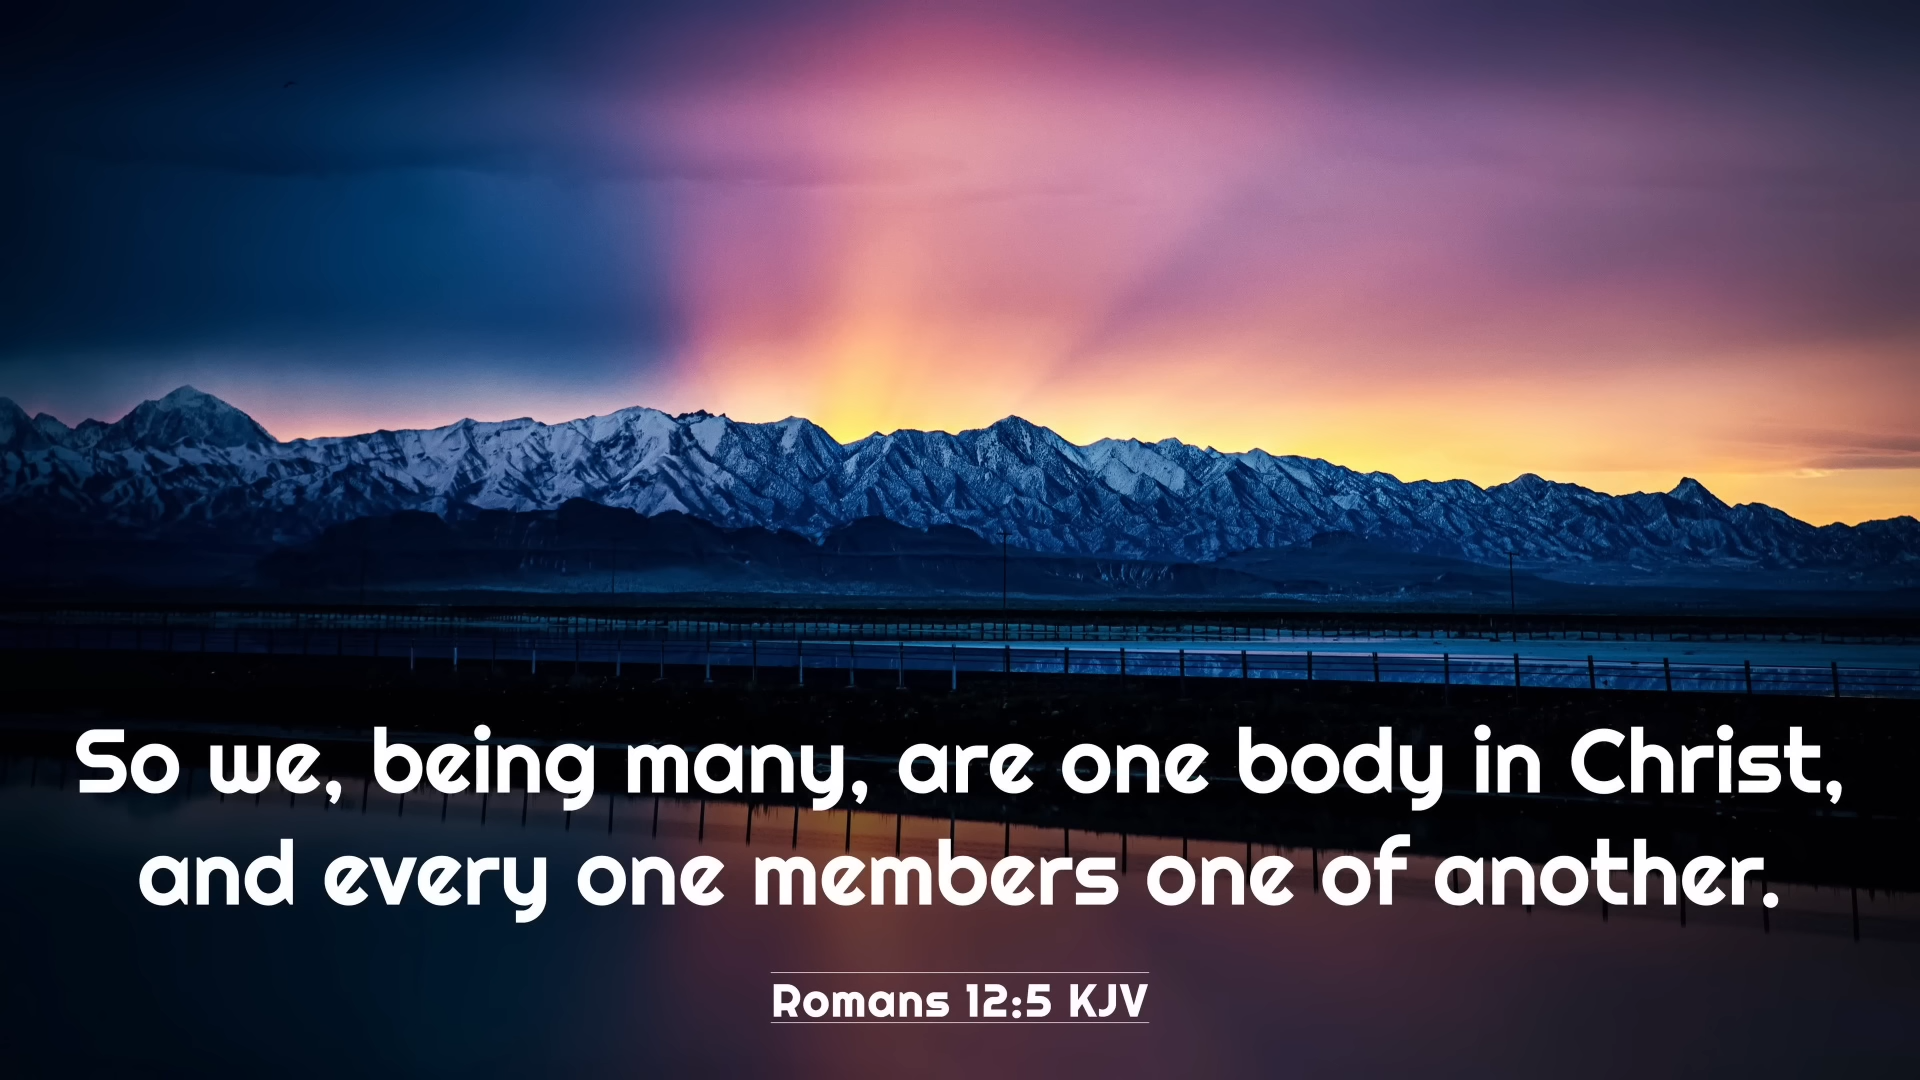 So we, being many, are one body in Christ,
and every one members one of another.
Romans 12:5 KJV